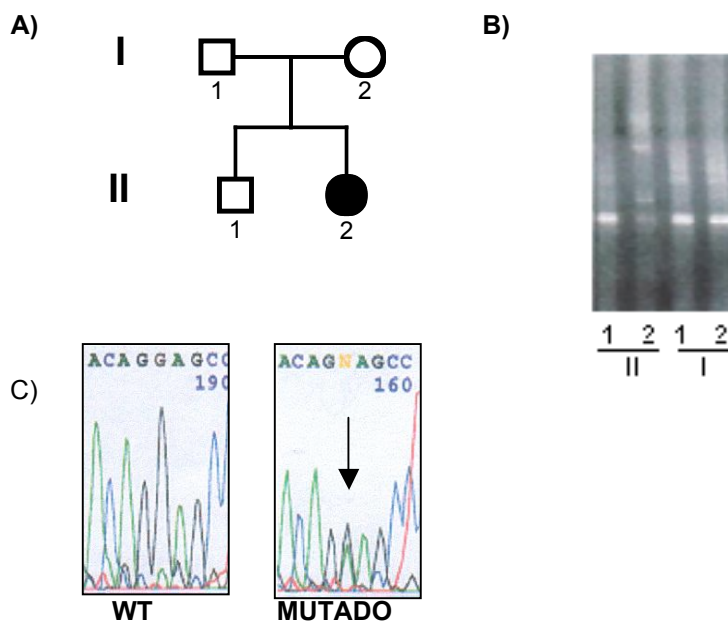 A)
I
1
2
II
1
2
B)
1 2 1 2
II I
C)
ACAGGAGCC
190
WT
ACAGNAGCC
160
MUTADO